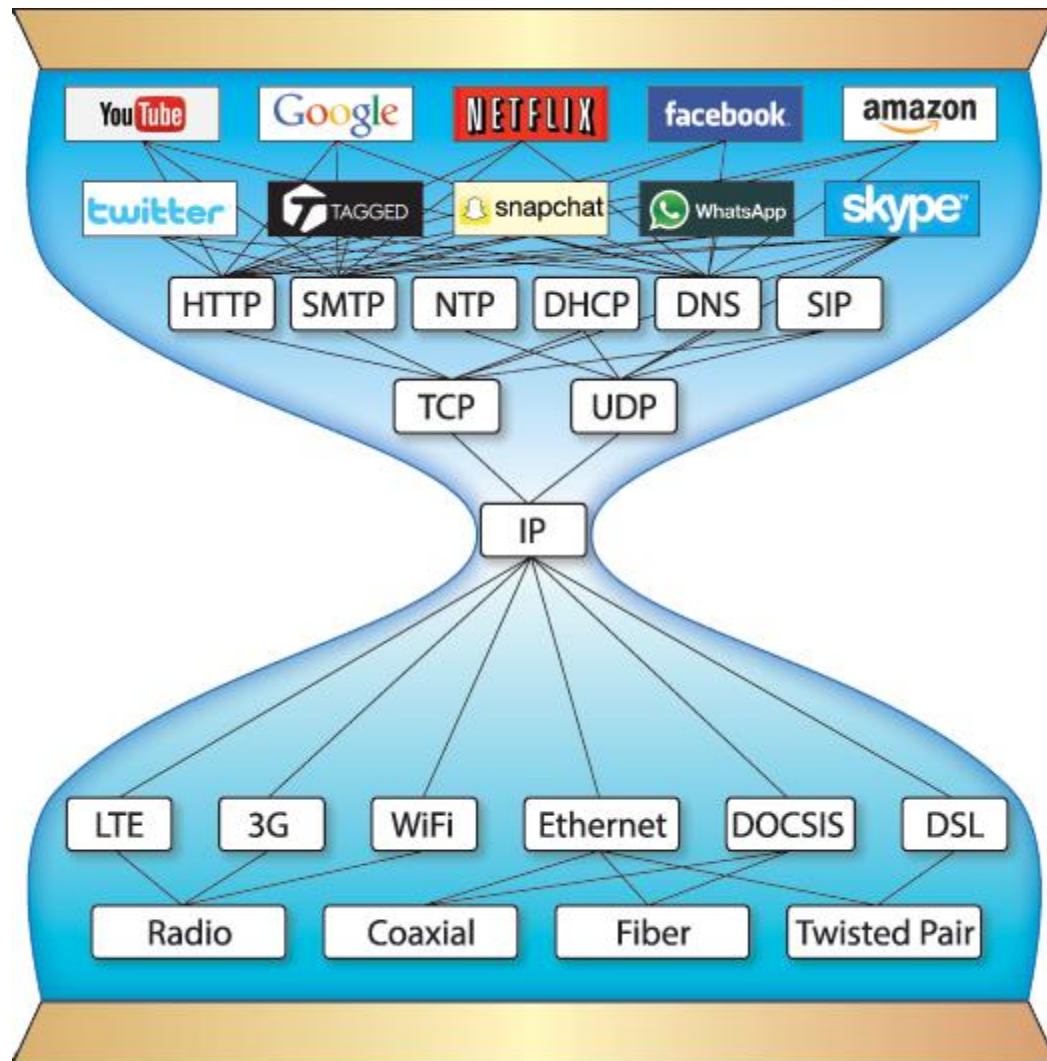 YouTube Google NETFLIX facebook amazon
twitter TAGGED snapchat WhatsApp skype
HTTP SMTP NTP DHCP DNS SIP
TCP UDP
IP
LTE 3G WiFi Ethernet DOCSIS DSL
Radio Coaxial Fiber Twisted Pair